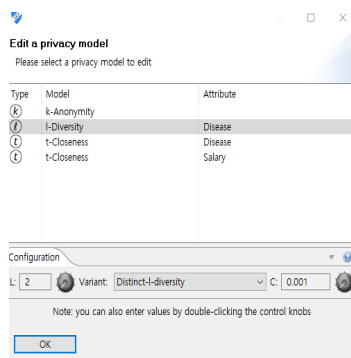 Edit a privacy model
Please select a privacy model to edit
Type Model Attribute
k k-Anonymity
ℓ l-Diversity Disease
t t-Closeness Disease
t t-Closeness Salary
Configuration
L: 2 Variant: Distinct-l-diversity C: 0.001
Note: you can also enter values by double-clicking the control knobs
OK